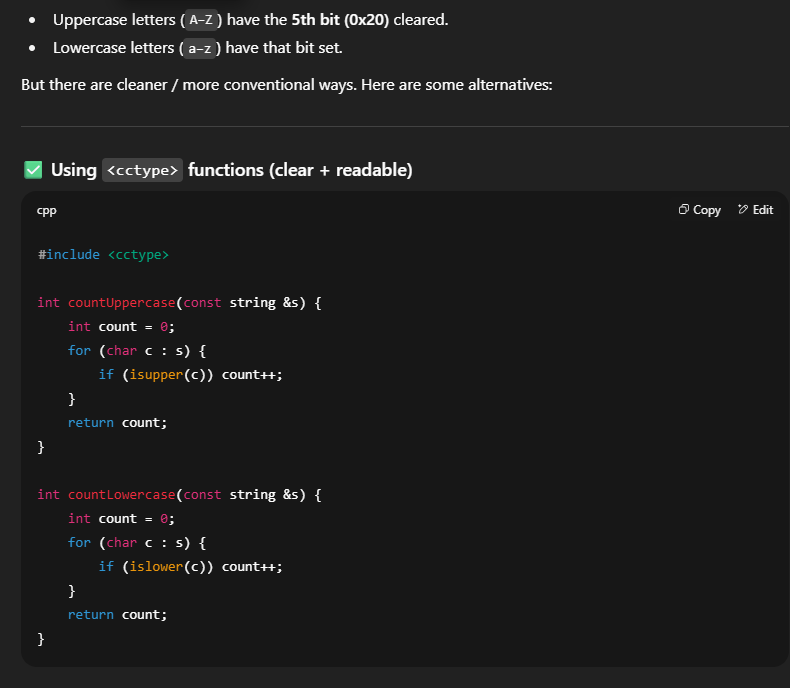 Uppercase letters (A–Z) have the 5th bit (0x20) cleared.
Lowercase letters (a–z) have that bit set.
But there are cleaner / more conventional ways. Here are some alternatives:
✅ Using <cctype> functions (clear + readable)
cpp
Copy
Edit
#include <cctype>
int countUppercase(const string &s) {
    int count = 0;
    for (char c : s) {
        if (isupper(c)) count++;
    }
    return count;
}
int countLowercase(const string &s) {
    int count = 0;
    for (char c : s) {
        if (islower(c)) count++;
    }
    return count;
}